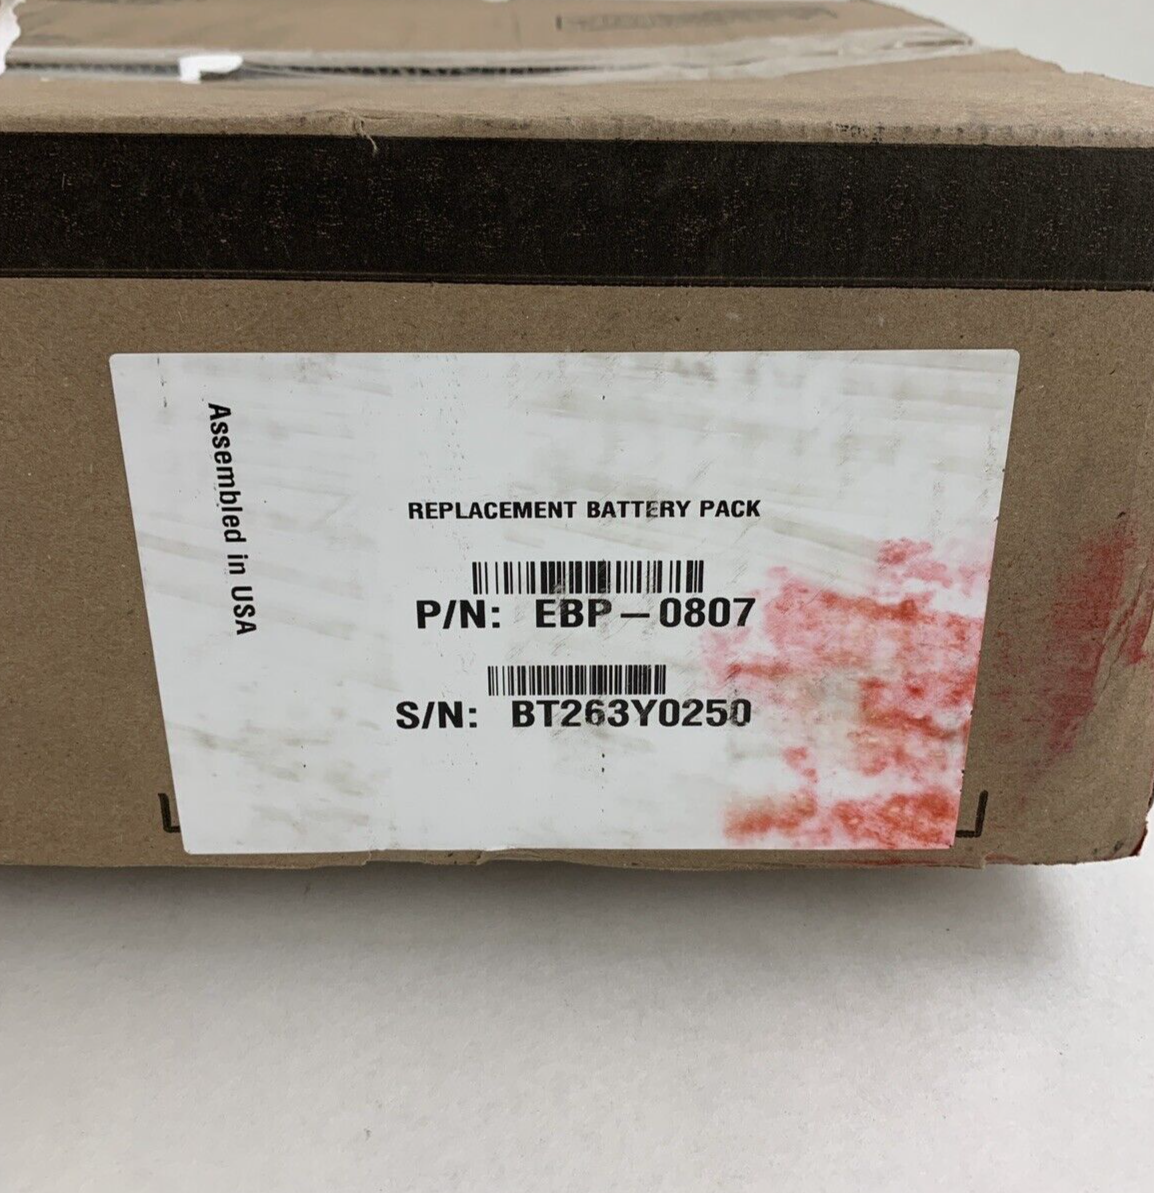 Assembled in USA
REPLACEMENT BATTERY PACK
P/N: EBP-0807
S/N: BT263Y0250